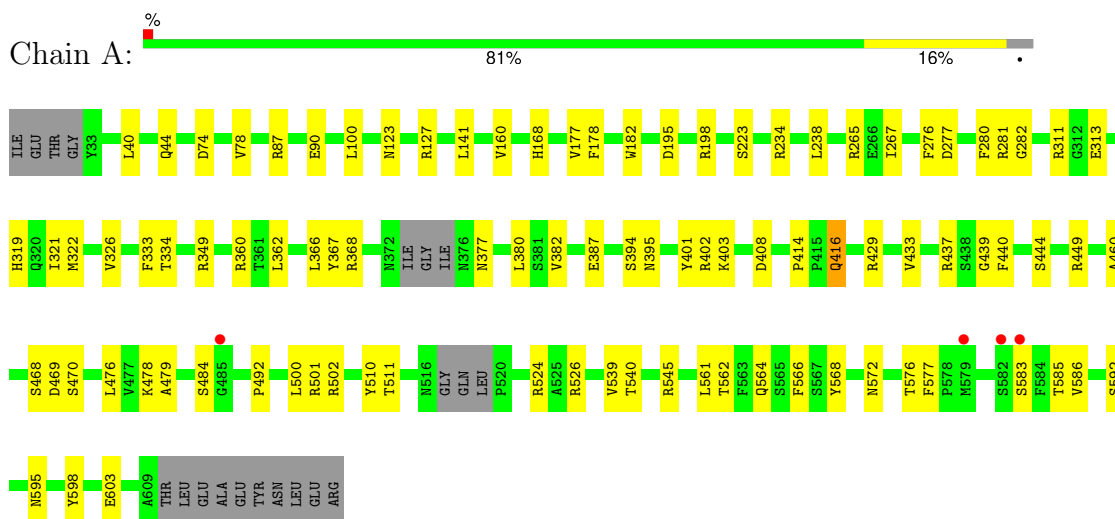 %
Chain A:
81% 16% •
ILE GLU THR GLY Y33 L40 Q44 D74 V78 R87 E90 L100 N123 R127 L141 V160 H168 V177 F178 W182 D195 R198 S223 R234 L238 R265 E266 I267 F276 D277 F280 R281 G282 R311 G312 E313
H319 Q320 I321 M322 V326 F333 T334 R349 R360 T361 L362 L366 Y367 R368 N372 ILE GLY ILE N376 N377 L380 S381 V382 E387 S394 N395 Y401 R402 K403 D408 P414 P415 Q416 R429 V433 R437 S438 G439 F440 S444 R449 A460
S468 D469 S470 L476 V477 K478 A479 S484 G485 P492 L500 R501 R502 Y510 T511 N516 GLY GLN LEU P520 R524 A525 R526 V539 T540 R545 L561 T562 F563 Q564 S565 F566 S567 Y568 N572 T576 F577 P578 M579 S582 S583 F584 T585 V586 S592
N595 Y598 E603 A609 THR LEU GLU ALA GLU TYR ASN LEU GLU ARG